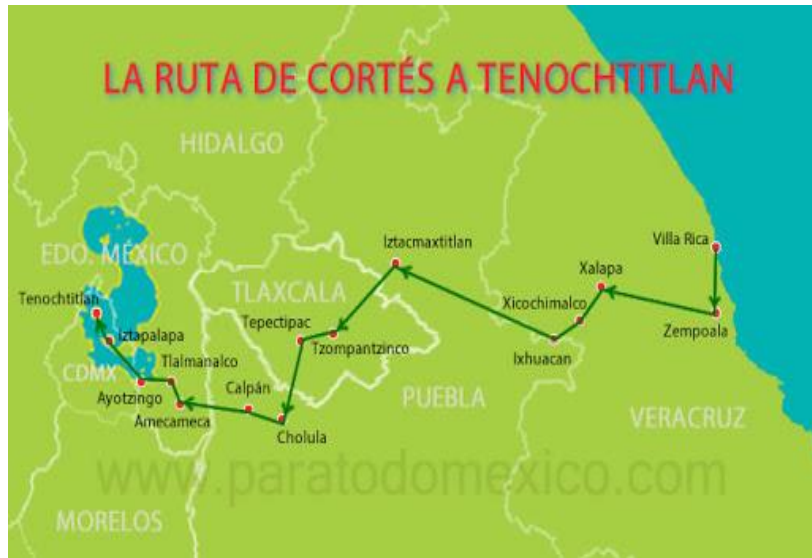 LA RUTA DE CORTÉS A TENOCHTITLAN
HIDALGO
EDO. MÉXICO
Iztacmaxtitlan
Villa Rica
Xalapa
TLAXCALA
Tenochtitlan
Xicochimalco
Zempoala
Tepectipac
Iztapalapa
Tzompantzinco
Ixhuacan
Tlalmanalco
CDMX
Calpán
Ayotzingo
PUEBLA
Amecameca
VERACRUZ
Cholula
www.paratodomexico.com
MORELOS